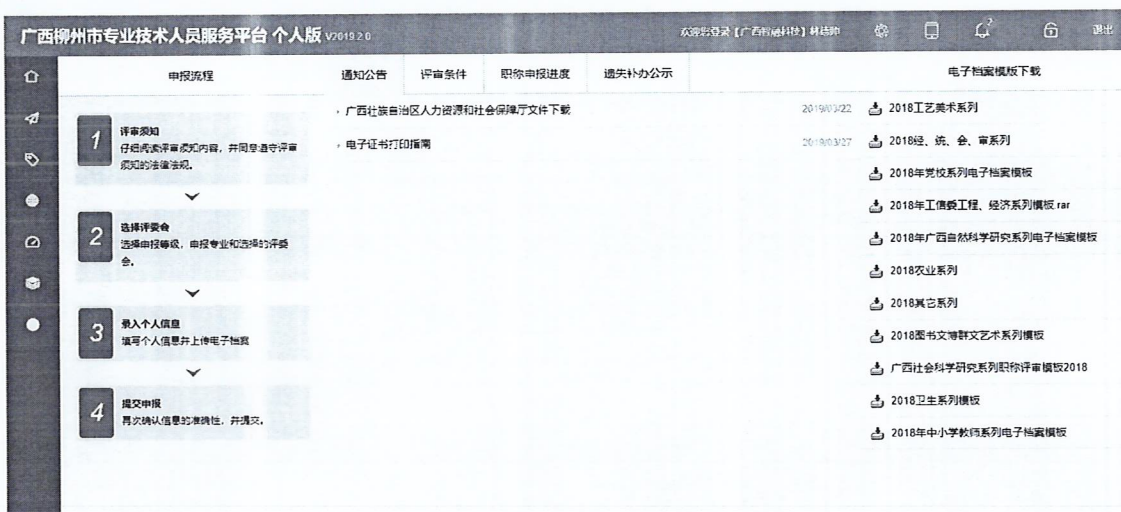 广西柳州市专业技术人员服务平台 个人版 V2019.2.0
欢迎您登录【广西智融科技】
退出
申报流程
1
评审须知
仔细阅读评审须知内容，并同意遵守评审
须知的法律法规。
2
选择评委会
选择申报等级，申报专业和选择的评委
会。
3
录入个人信息
填写个人信息并上传电子档案
4
提交申报
再次确认信息的准确性，并提交。
通知公告 评审条件 职称申报进度 遗失补办公示
广西壮族自治区人力资源和社会保障厅文件下载 2019/03/22
电子证书打印指南 2019/03/27
电子档案模版下载
2018工艺美术系列
2018经、统、会、审系列
2018年党校系列电子档案模板
2018年工信委工程、经济系列模板.rar
2018年广西自然科学研究系列电子档案模板
2018农业系列
2018其它系列
2018图书文博群文艺术系列模板
广西社会科学研究系列职称评审模板2018
2018卫生系列模板
2018年中小学教师系列电子档案模板